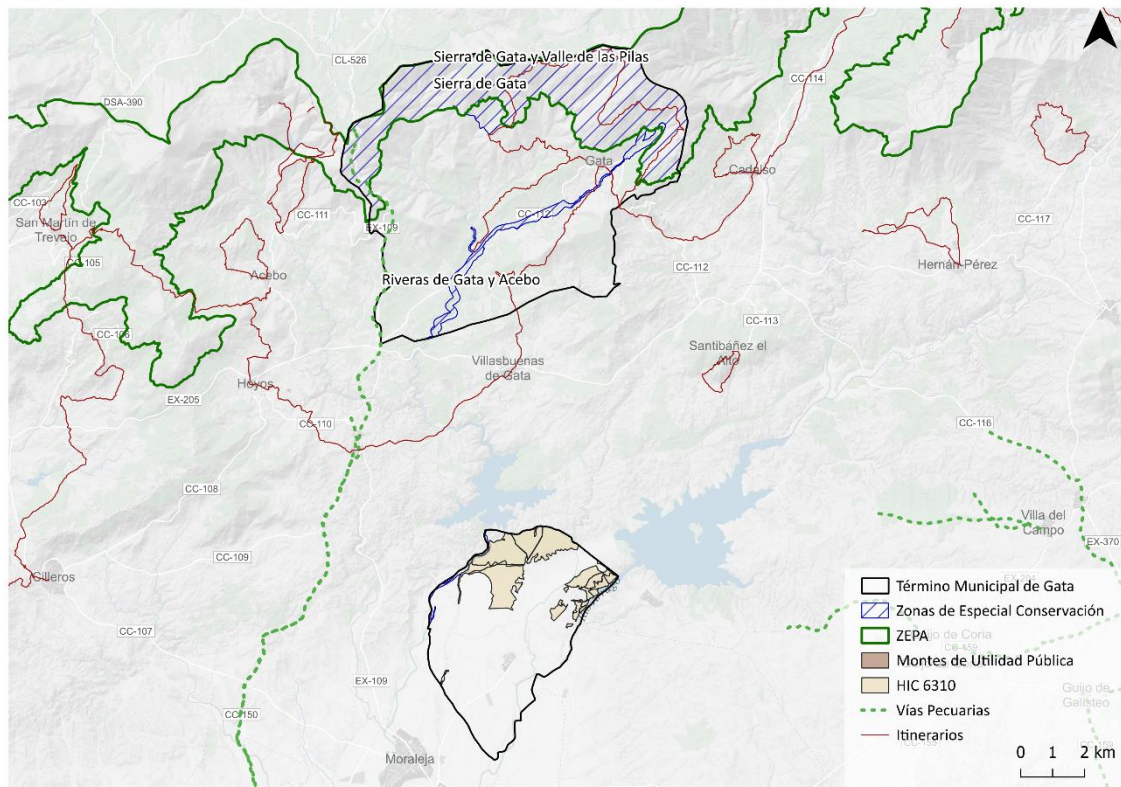 Sierra de Gata y Valle de las Pilas
CL-526
Sierra de Gata
CC-114
DSA-390
Gata
Cadalso
CC-103
San Martín de
Trevejo
CC-111
CC-112
CC-117
EX-109
CC-105
Acebo
Riveras de Gata y Acebo
CC-112
Hernán Pérez
CC-106
CC-113
Villasbuenas
de Gata
Santibáñez el
Alto
Hoyos
EX-205
CC-110
CC-116
CC-108
Villa del
Campo
EX-370
CC-109
Cilleros
CC-107
EX-109
CC-150
Moraleja
Término Municipal de Gata
Zonas de Especial Conservación
ZEPA
Montes de Utilidad Pública
HIC 6310
Vías Pecuarias
Itinerarios
Guijo de
Galisteo
0 1 2 km